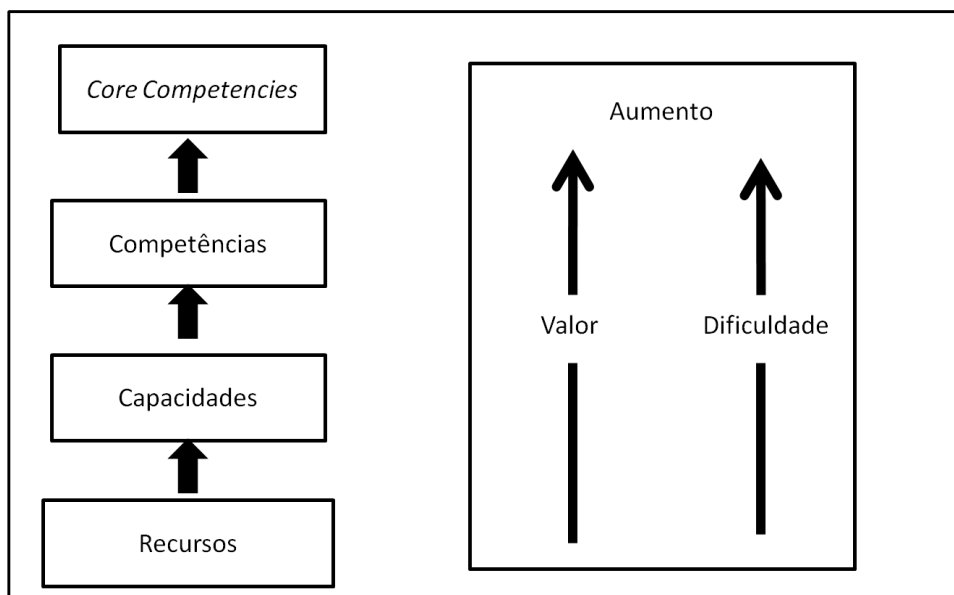 Core Competencies
Competências
Capacidades
Recursos
Aumento
Valor
Dificuldade